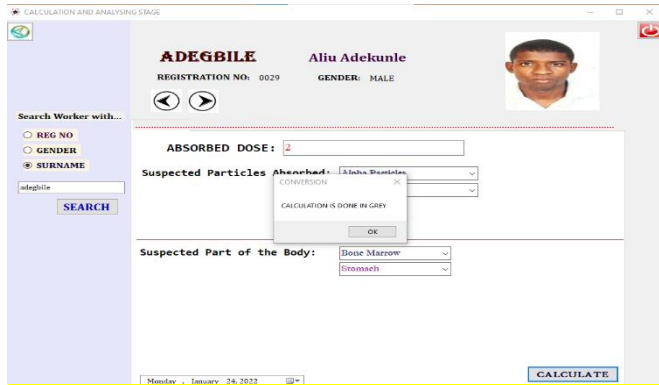 CALCULATION AND ANALYSING STAGE
ADEGBILE Aliu Adekunle
REGISTRATION NO: 0029 GENDER: MALE
Search Worker with...
REG NO
GENDER
SURNAME
adegbile
SEARCH
ABSORBED DOSE: 2
Suspected Particles Absorbed: Alpha Particles
CONVERSION
CALCULATION IS DONE IN GREY
OK
Suspected Part of the Body: Bone Marrow
Stomach
Monday , January 24, 2022
CALCULATE